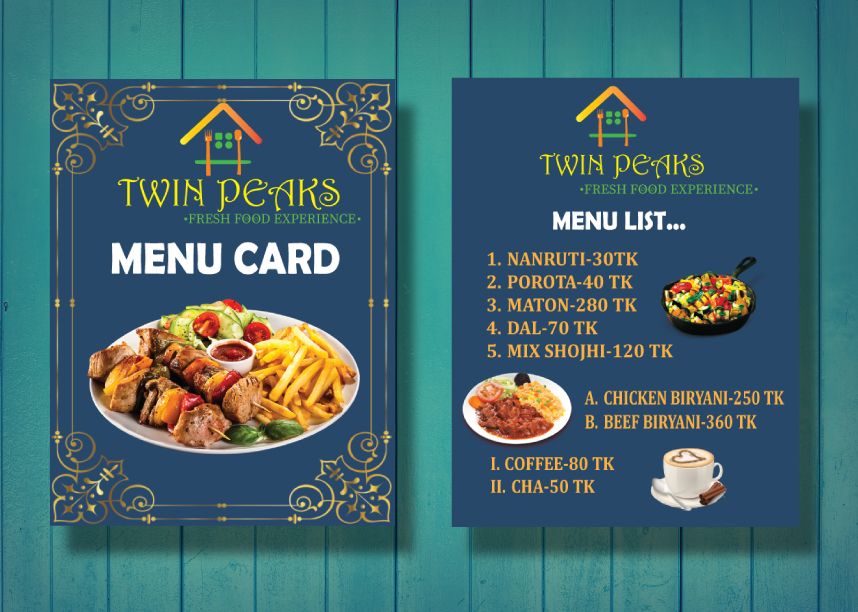 TWIN PEAKS
•FRESH FOOD EXPERIENCE•
MENU CARD
TWIN PEAKS
•FRESH FOOD EXPERIENCE•
MENU LIST...
1. NANRUTI-30TK
2. POROTA-40 TK
3. MATON-280 TK
4. DAL-70 TK
5. MIX SHOJHI-120 TK
A. CHICKEN BIRYANI-250 TK
B. BEEF BIRYANI-360 TK
I. COFFEE-80 TK
II. CHA-50 TK